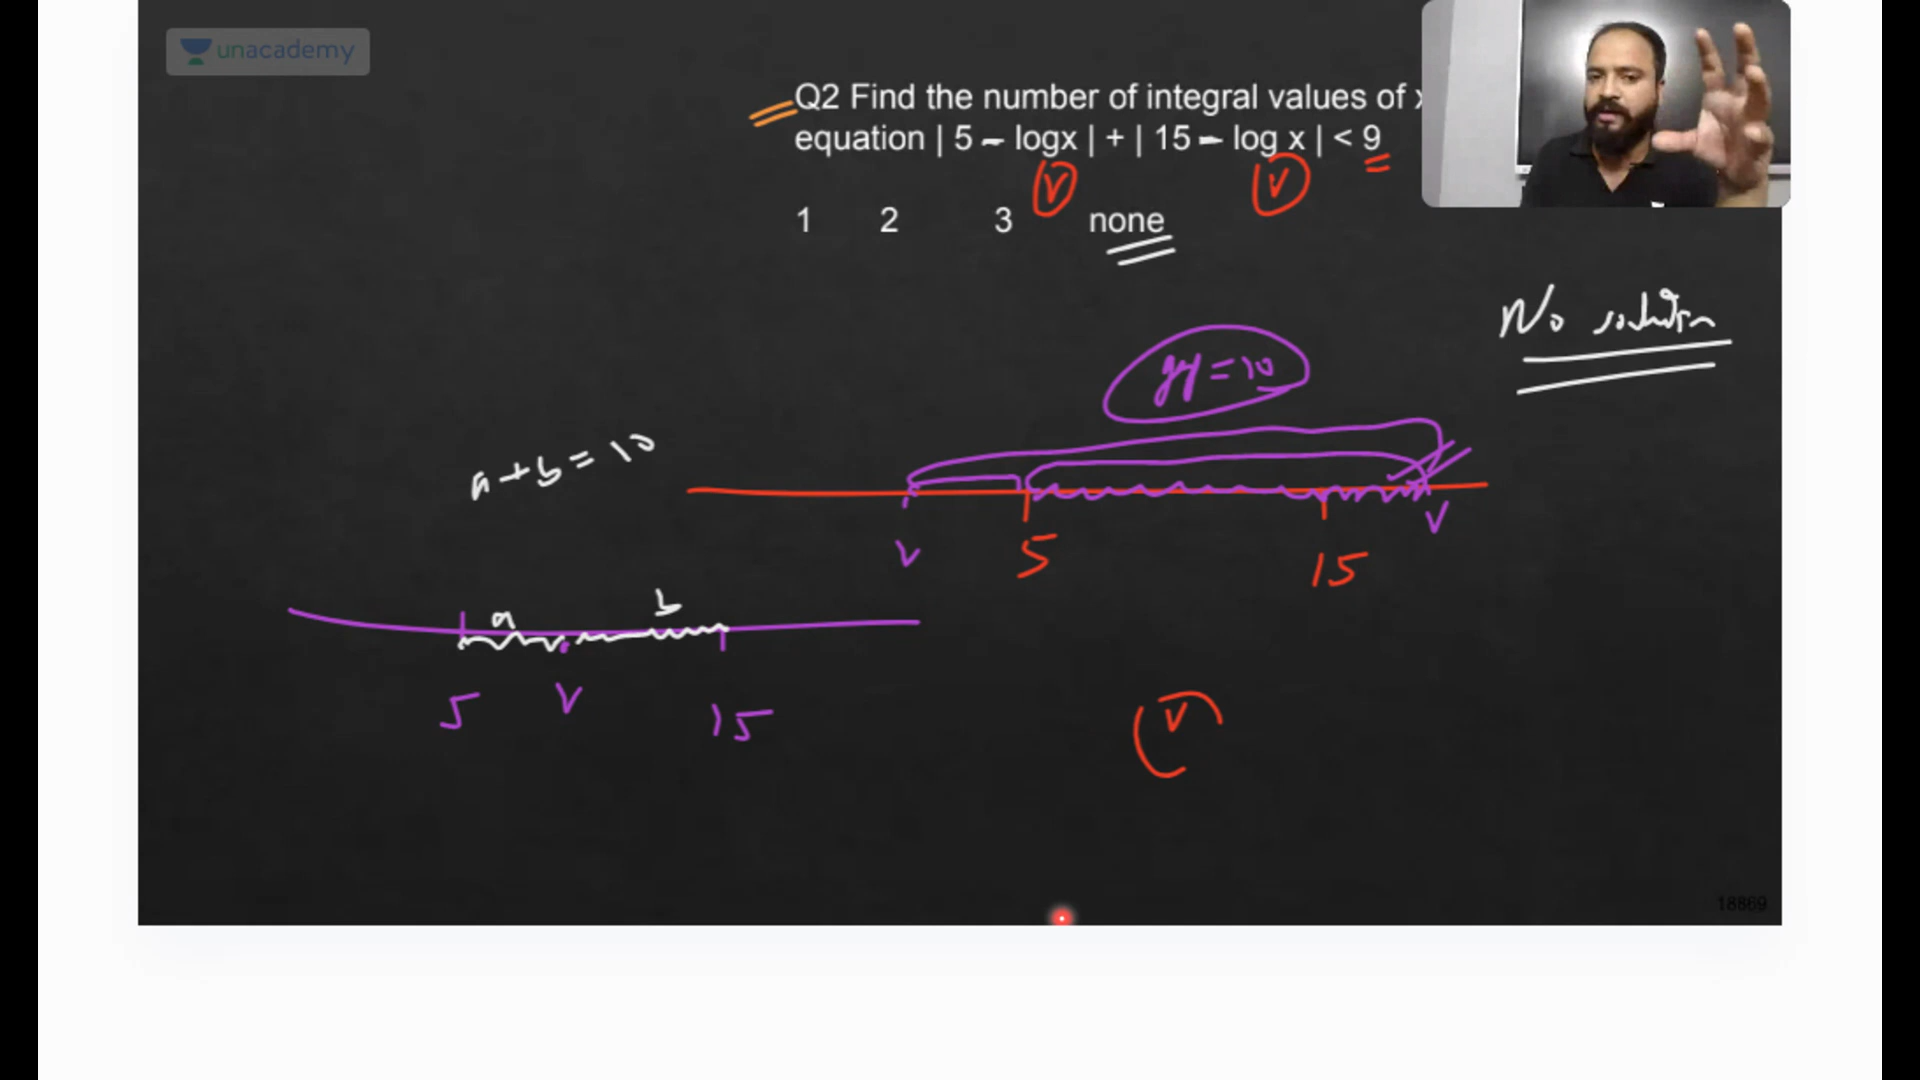 unacademy
Q2 Find the number of integral values of x
equation | 5 - logx | + | 15 - log x | < 9
v v
1 2 3 none
No solution
= 10
a + b = 10
v 5 15 v
a b
5 v 15
v
18869